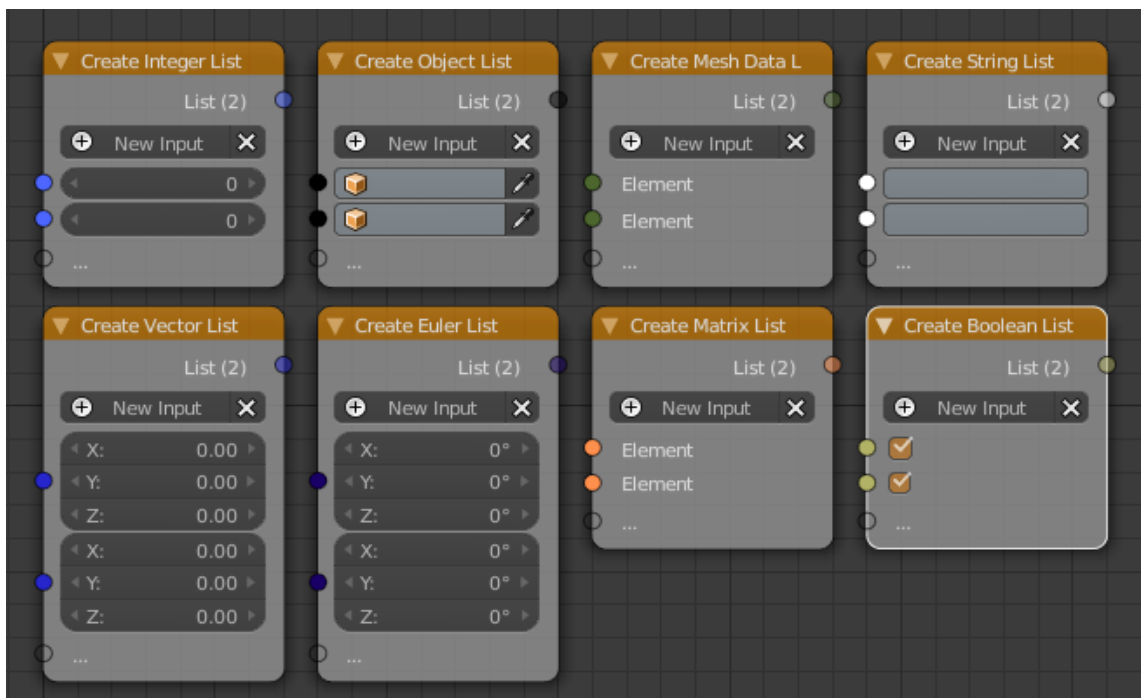 Create Integer List
List (2)
New Input
0
0
...
Create Object List
List (2)
New Input
...
Create Mesh Data L
List (2)
New Input
Element
Element
...
Create String List
List (2)
New Input
...
Create Vector List
List (2)
New Input
X: 0.00
Y: 0.00
Z: 0.00
X: 0.00
Y: 0.00
Z: 0.00
...
Create Euler List
List (2)
New Input
X: 0°
Y: 0°
Z: 0°
X: 0°
Y: 0°
Z: 0°
...
Create Matrix List
List (2)
New Input
Element
Element
...
Create Boolean List
List (2)
New Input
...